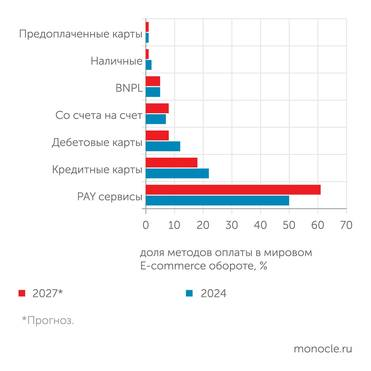 Предоплаченные карты
Наличные
BNPL
Со счета на счет
Дебетовые карты
Кредитные карты
PAY сервисы
0 10 20 30 40 50 60 70
доля методов оплаты в мировом
E-commerce обороте, %
2027* 2024
*Прогноз.
monocle.ru